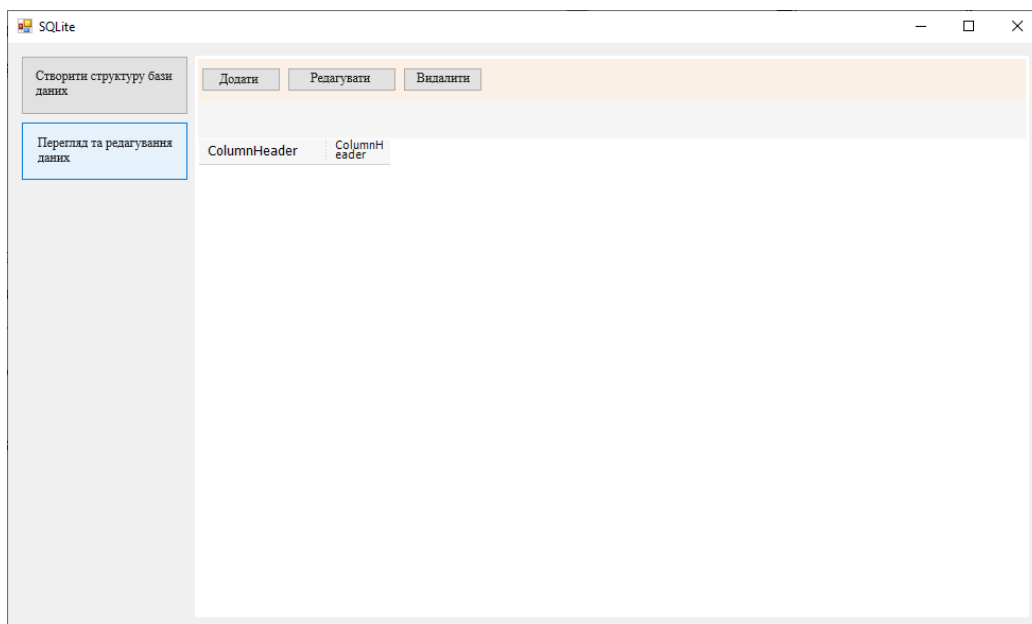 SQLite
Створити структуру бази
даних
Додати
Редагувати
Видалити
Перегляд та редагування
даних
ColumnHeader
ColumnH
eader